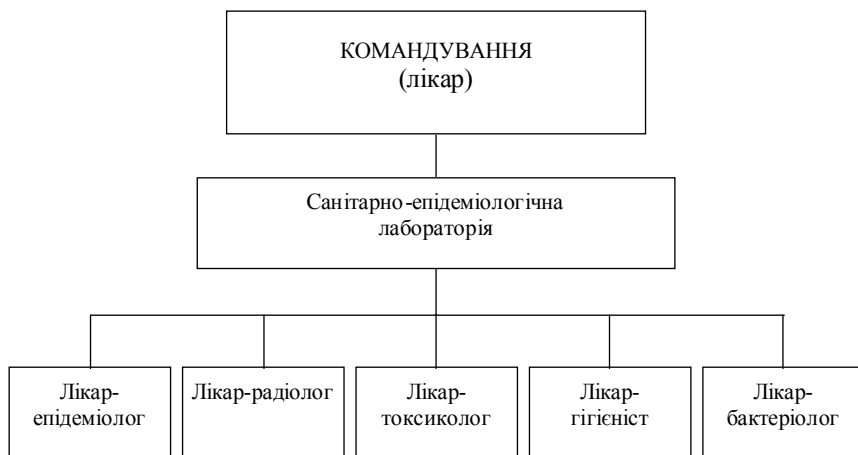 КОМАНДУВАННЯ
(лікар)
Санітарно-епідеміологічна
лабораторія
Лікар-
епідеміолог
Лікар-радіолог
Лікар-
токсиколог
Лікар-
гігієніст
Лікар-
бактеріолог